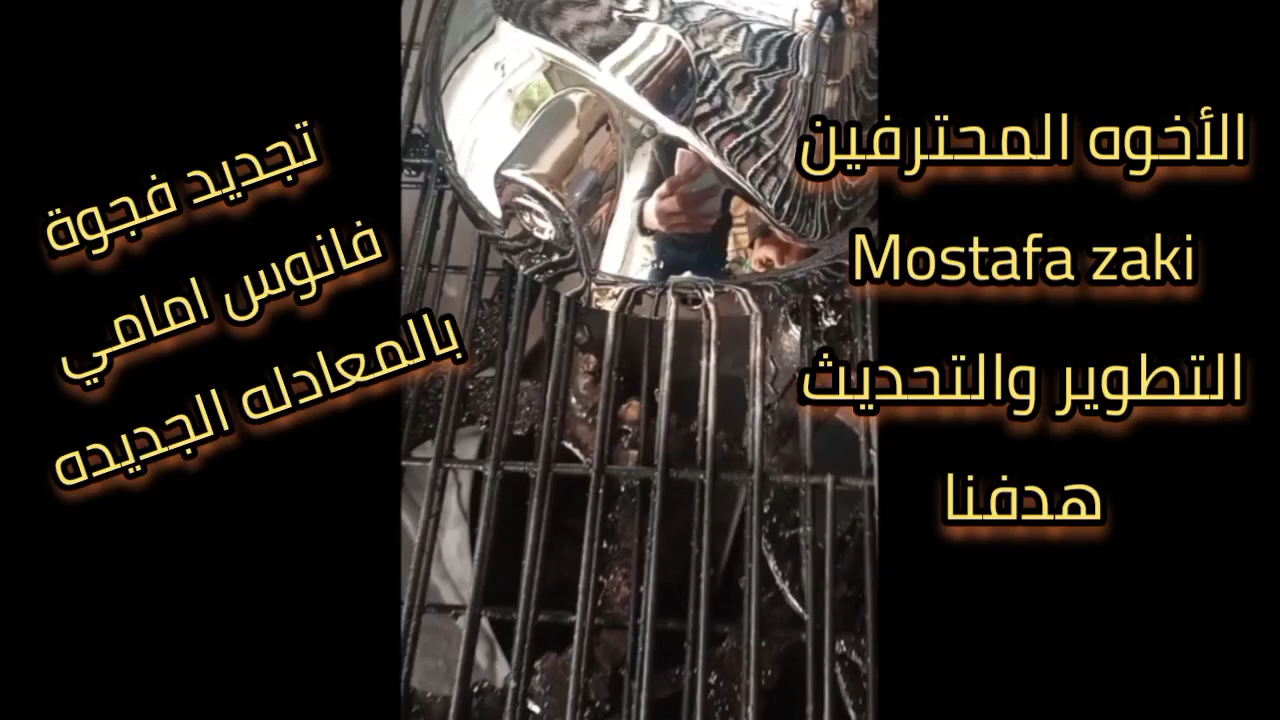 الأخوه المحترفين
Mostafa zaki
التطوير والتحديث
هدفنا
تجديد فجوة
فانوس امامي
بالمعادله الجديده